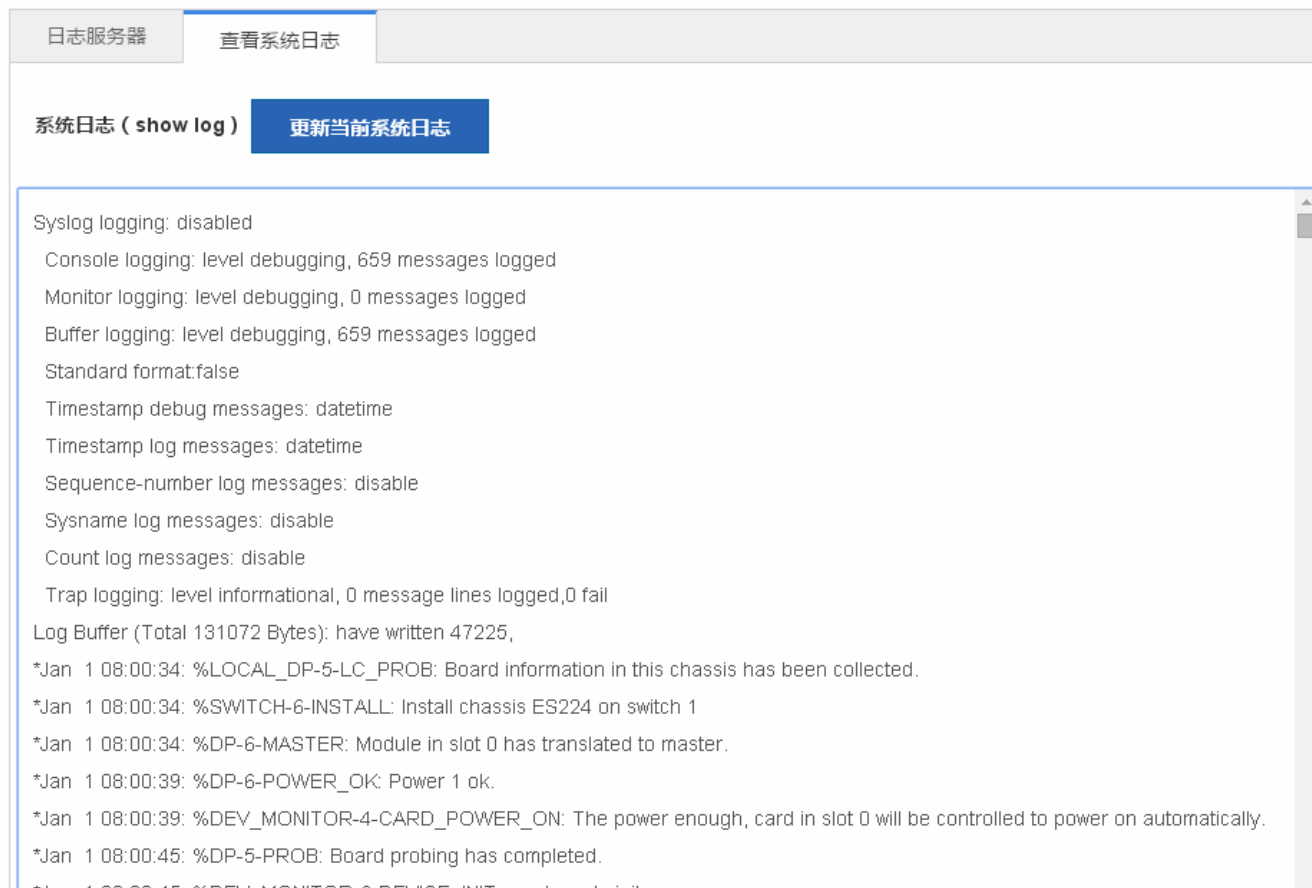 日志服务器
查看系统日志
系统日志 ( show log )
更新当前系统日志
Syslog logging: disabled
Console logging: level debugging, 659 messages logged
Monitor logging: level debugging, 0 messages logged
Buffer logging: level debugging, 659 messages logged
Standard format:false
Timestamp debug messages: datetime
Timestamp log messages: datetime
Sequence-number log messages: disable
Sysname log messages: disable
Count log messages: disable
Trap logging: level informational, 0 message lines logged,0 fail
Log Buffer (Total 131072 Bytes): have written 47225,
*Jan 1 08:00:34: %LOCAL_DP-5-LC_PROB: Board information in this chassis has been collected.
*Jan 1 08:00:34: %SWITCH-6-INSTALL: Install chassis ES224 on switch 1
*Jan 1 08:00:34: %DP-6-MASTER: Module in slot 0 has translated to master.
*Jan 1 08:00:39: %DP-6-POWER_OK: Power 1 ok.
*Jan 1 08:00:39: %DEV_MONITOR-4-CARD_POWER_ON: The power enough, card in slot 0 will be controlled to power on automatically.
*Jan 1 08:00:45: %DP-5-PROB: Board probing has completed.